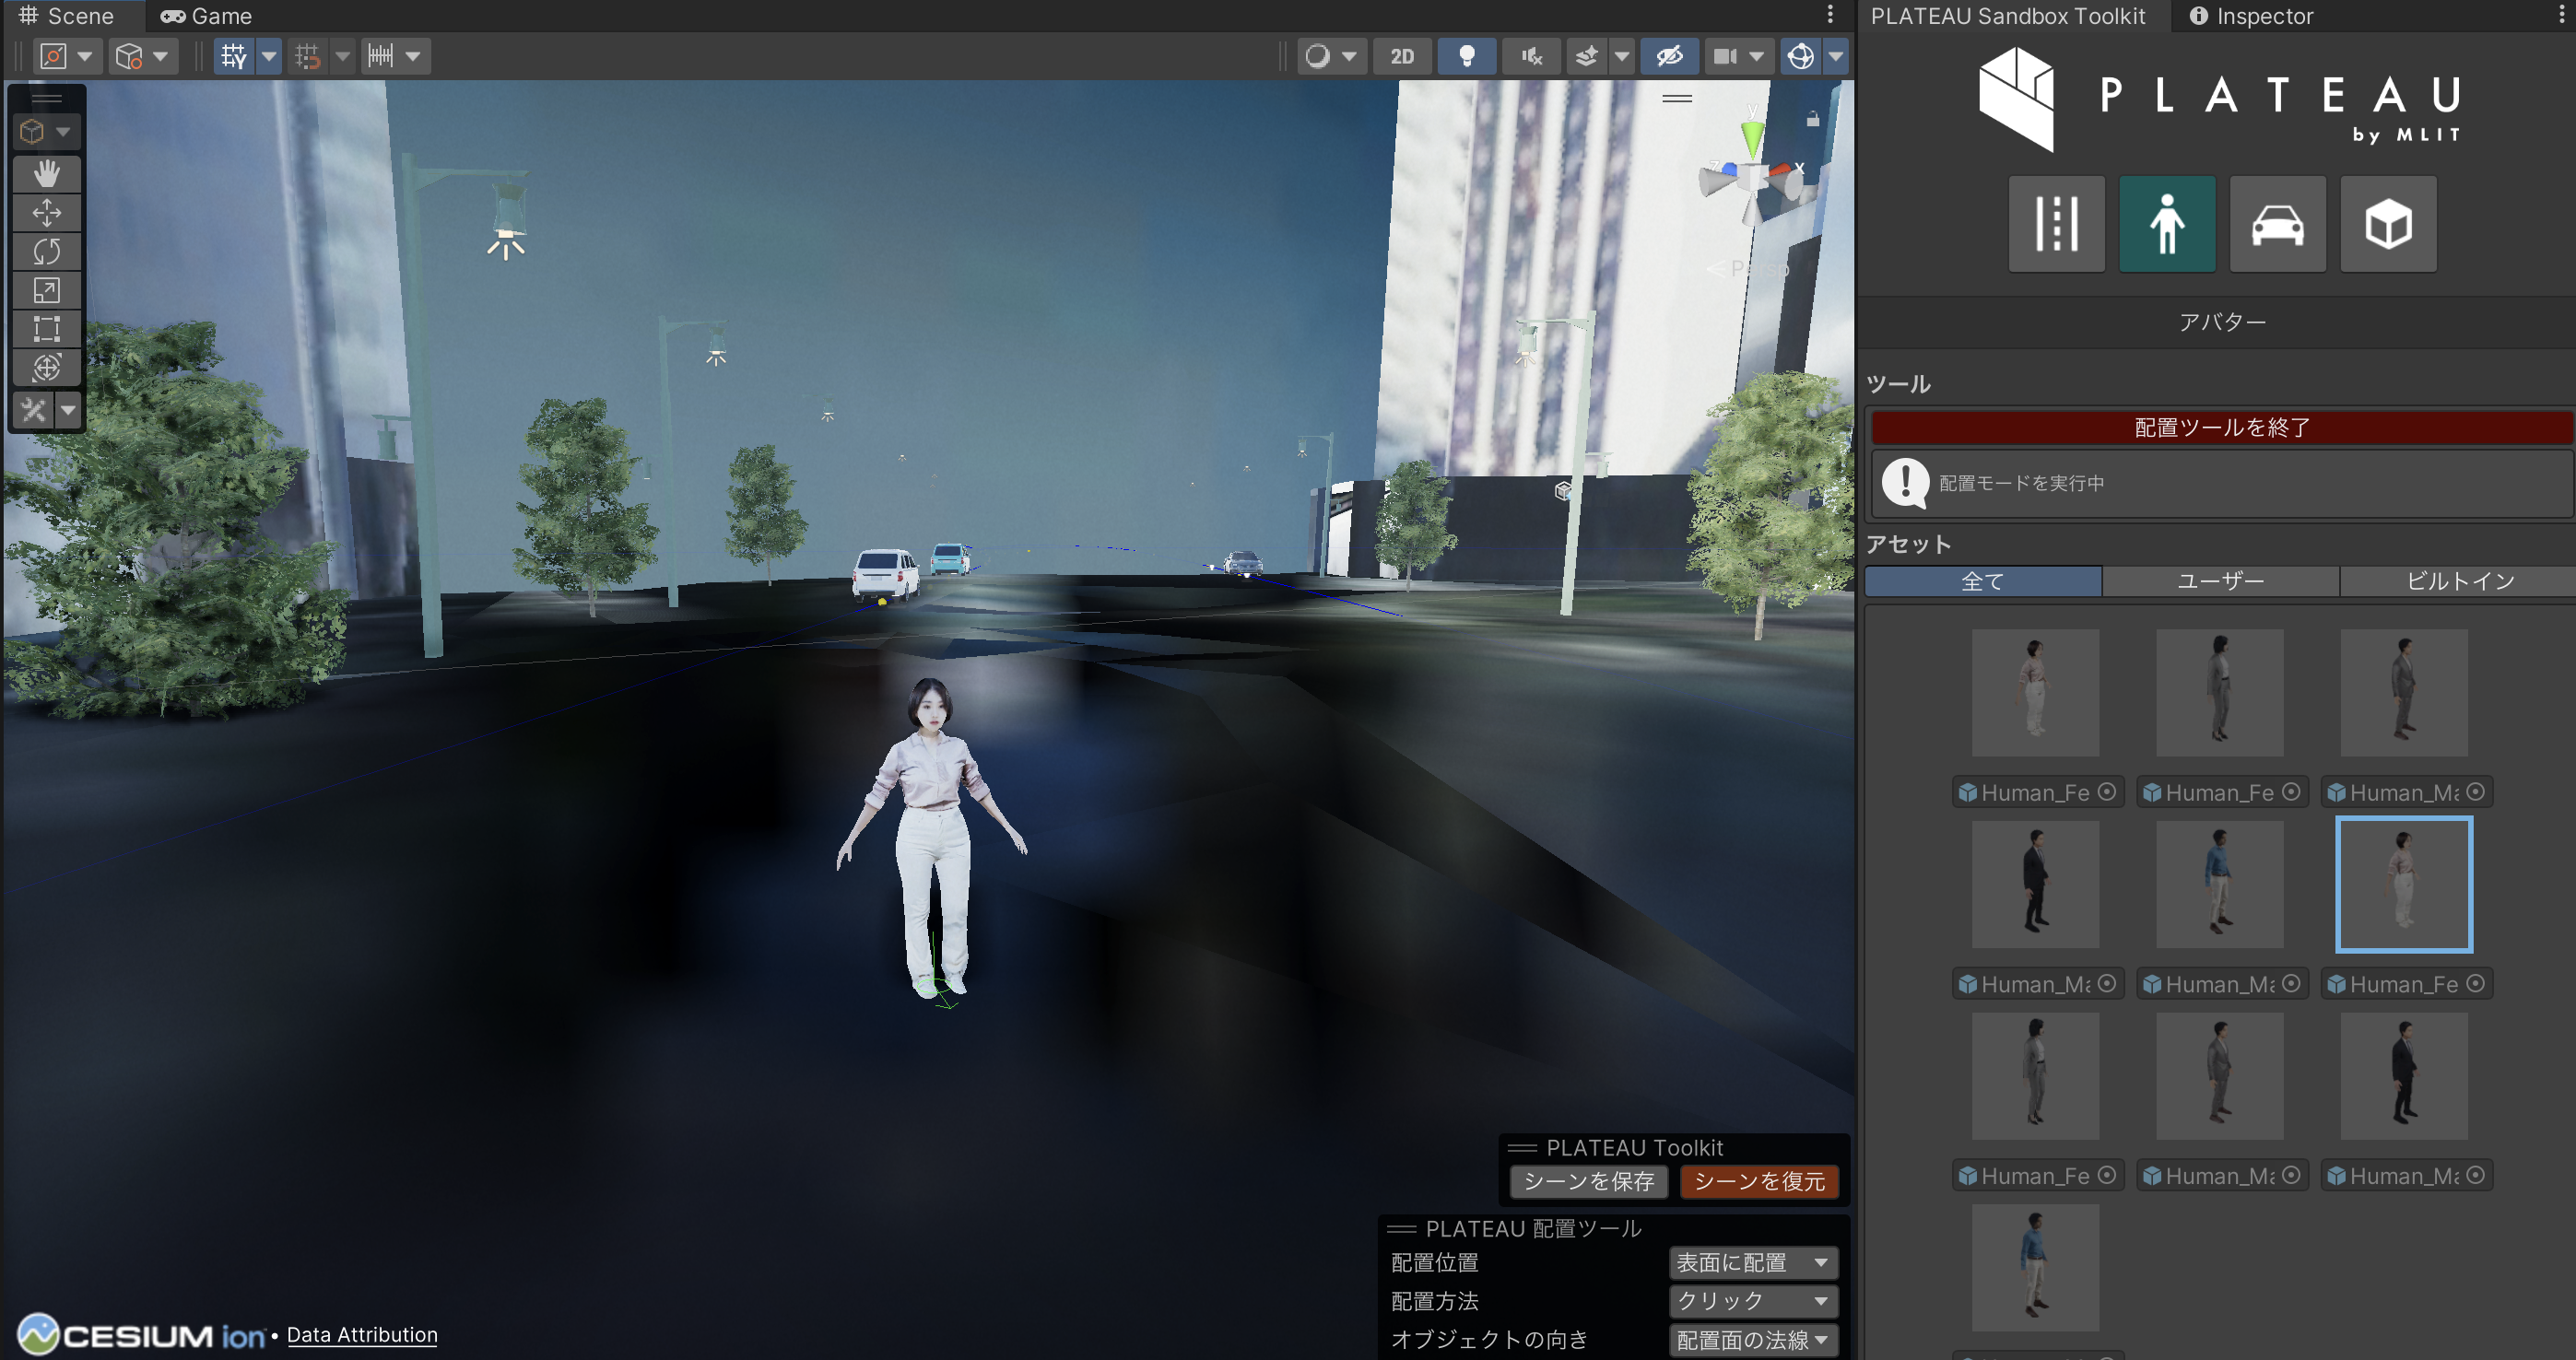 Scene
Game
2D
y
z
x
Persp
PLATEAU Toolkit
シーンを保存
シーンを復元
PLATEAU 配置ツール
配置位置
表面に配置
配置方法
クリック
オブジェクトの向き
配置面の法線
CESIUM ion
• Data Attribution
PLATEAU Sandbox Toolkit
Inspector
PLATEAU
by MLIT
アバター
ツール
配置ツールを終了
配置モードを実行中
アセット
全て
ユーザー
ビルトイン
Human_Fe
Human_Fe
Human_Ma
Human_Ma
Human_Ma
Human_Fe
Human_Fe
Human_Ma
Human_Ma